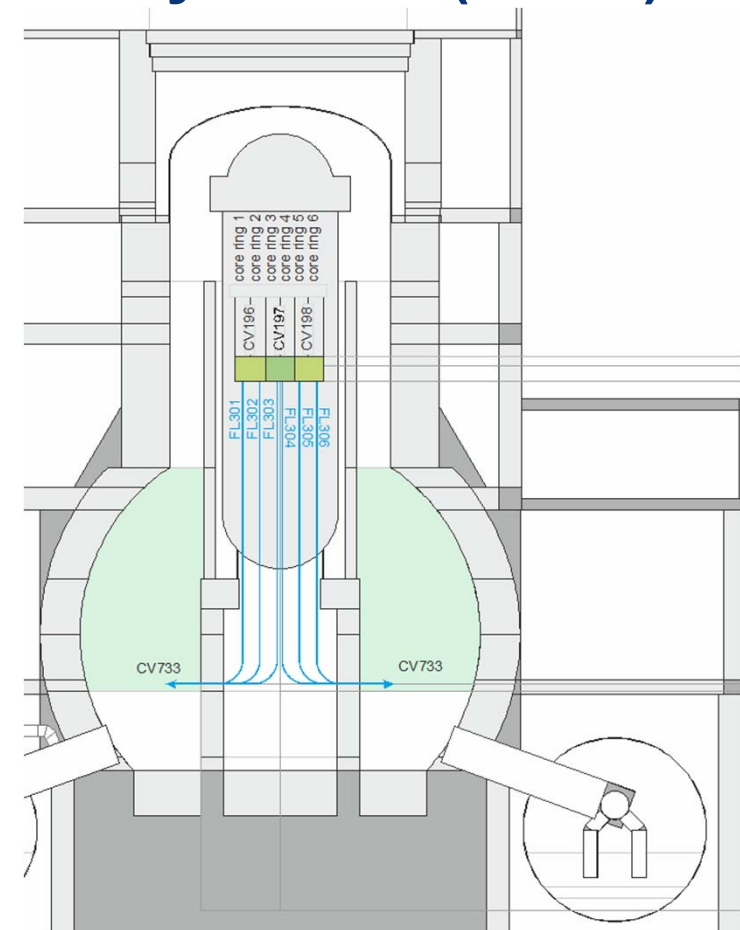 core ring 1
core ring 2
core ring 3
core ring 4
core ring 5
core ring 6
CV196
CV197
CV198
FL301
FL302
FL303
FL304
FL305
FL306
CV733
CV733